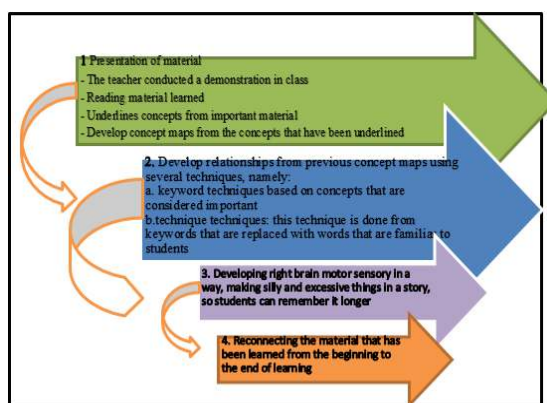 1 Presentation of material
- The teacher conducted a demonstration in class
- Reading material learned
- Underlines concepts from important material
- Develop concept maps from the concepts that have been underlined
2. Develop relationships from previous concept maps using
several techniques, namely:
a. keyword techniques based on concepts that are
considered important
b.technique techniques: this technique is done from
keywords that are replaced with words that are familiar to
students
3. Developing right brain motor sensory in a
way, making silly and excessive things in a story,
so students can remember it longer
4. Reconnecting the material that has
been learned from the beginning to
the end of learning